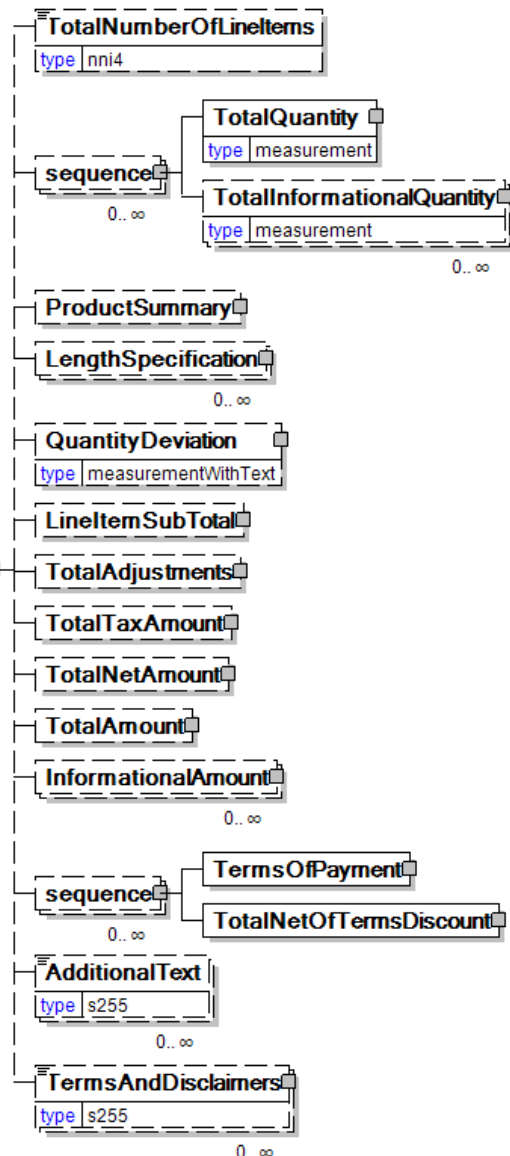 TotalNumberOfLineItems
type nni4
TotalQuantity
type measurement
sequence
0.. ∞
TotalInformationalQuantity
type measurement
0.. ∞
ProductSummary
LengthSpecification
0.. ∞
QuantityDeviation
type measurementWithText
LineItemSubTotal
TotalAdjustments
TotalTaxAmount
TotalNetAmount
TotalAmount
InformationalAmount
0.. ∞
TermsOfPayment
sequence
0.. ∞
TotalNetOfTermsDiscount
AdditionalText
type s255
0.. ∞
TermsAndDisclaimers
type s255
0.. ∞